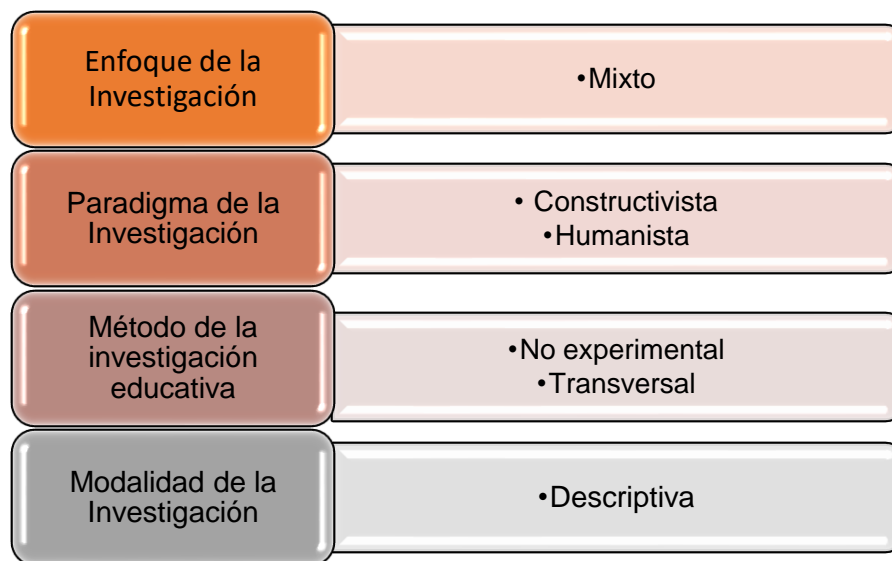 Enfoque de la
Investigación
•Mixto
Paradigma de la
Investigación
• Constructivista
•Humanista
Método de la
investigación
educativa
•No experimental
•Transversal
Modalidad de la
Investigación
•Descriptiva